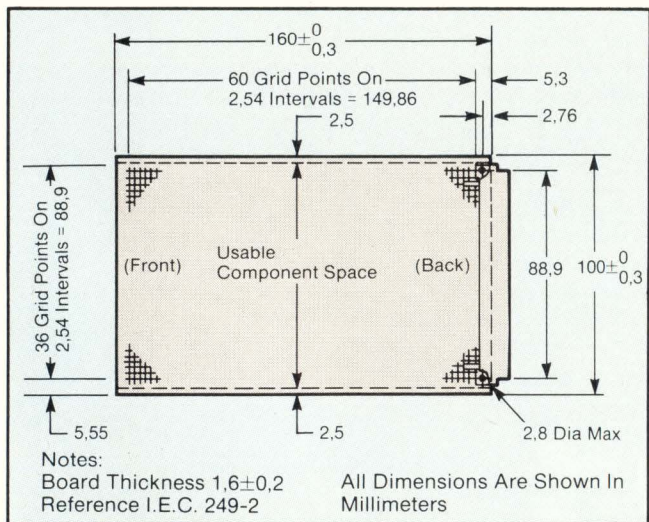 160±0
0,3
60 Grid Points On
2,54 Intervals = 149,86
5,3
2,5
2,76
36 Grid Points On
2,54 Intervals = 88,9
(Front)
Usable
Component Space
(Back)
88,9
100±0
0,3
5,55
2,5
2,8 Dia Max
Notes:
Board Thickness 1,6±0,2
Reference I.E.C. 249-2
All Dimensions Are Shown In
Millimeters